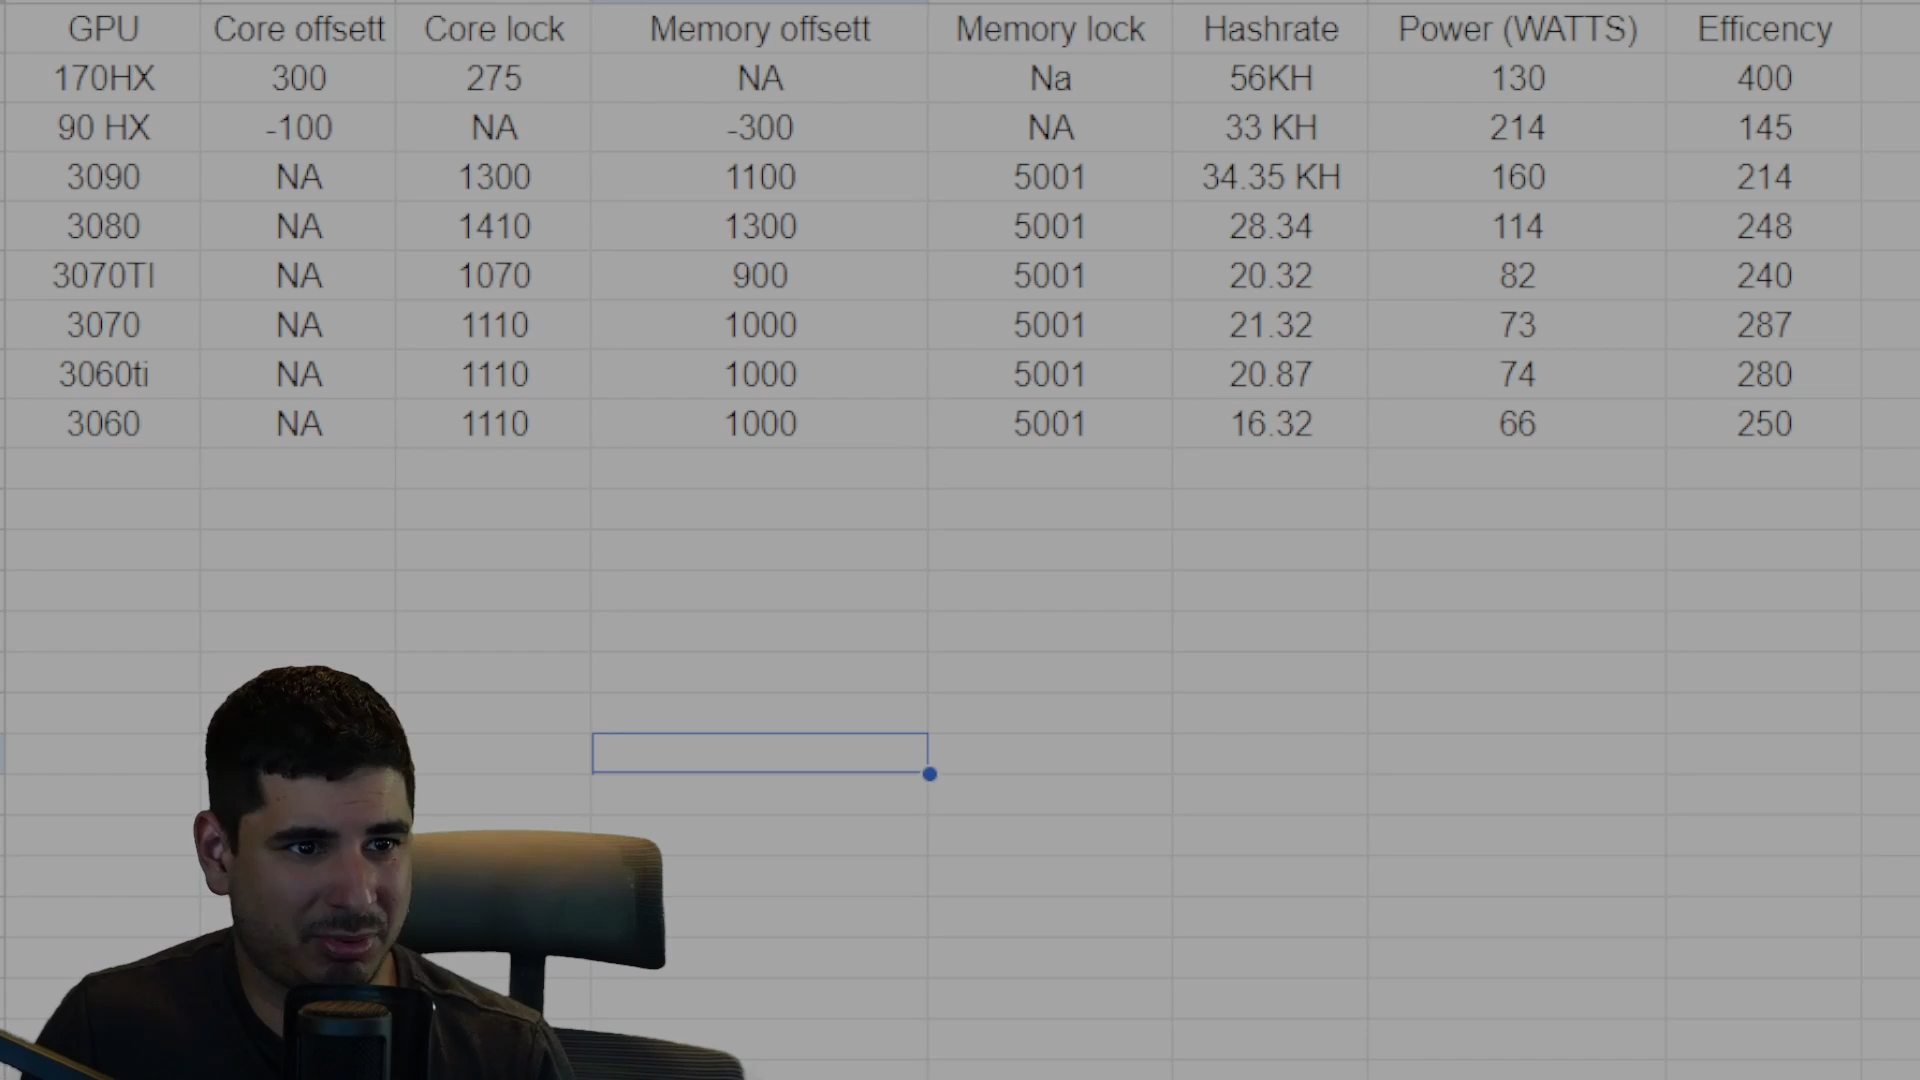 GPU Core offsett Core lock Memory offsett Memory lock Hashrate Power (WATTS) Efficency
170HX 300 275 NA Na 56KH 130 400
90 HX -100 NA -300 NA 33 KH 214 145
3090 NA 1300 1100 5001 34.35 KH 160 214
3080 NA 1410 1300 5001 28.34 114 248
3070TI NA 1070 900 5001 20.32 82 240
3070 NA 1110 1000 5001 21.32 73 287
3060ti NA 1110 1000 5001 20.87 74 280
3060 NA 1110 1000 5001 16.32 66 250